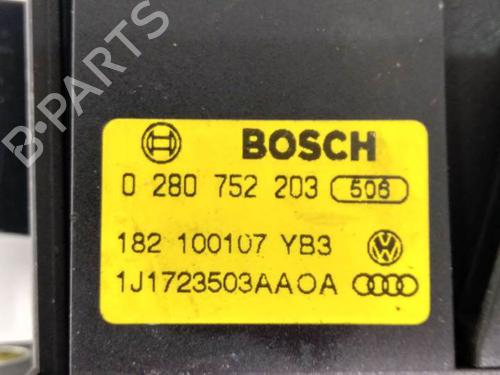 B-PARTS
BOSCH
0 280 752 203 506
182 100107 YB3
1J1723503AAOA